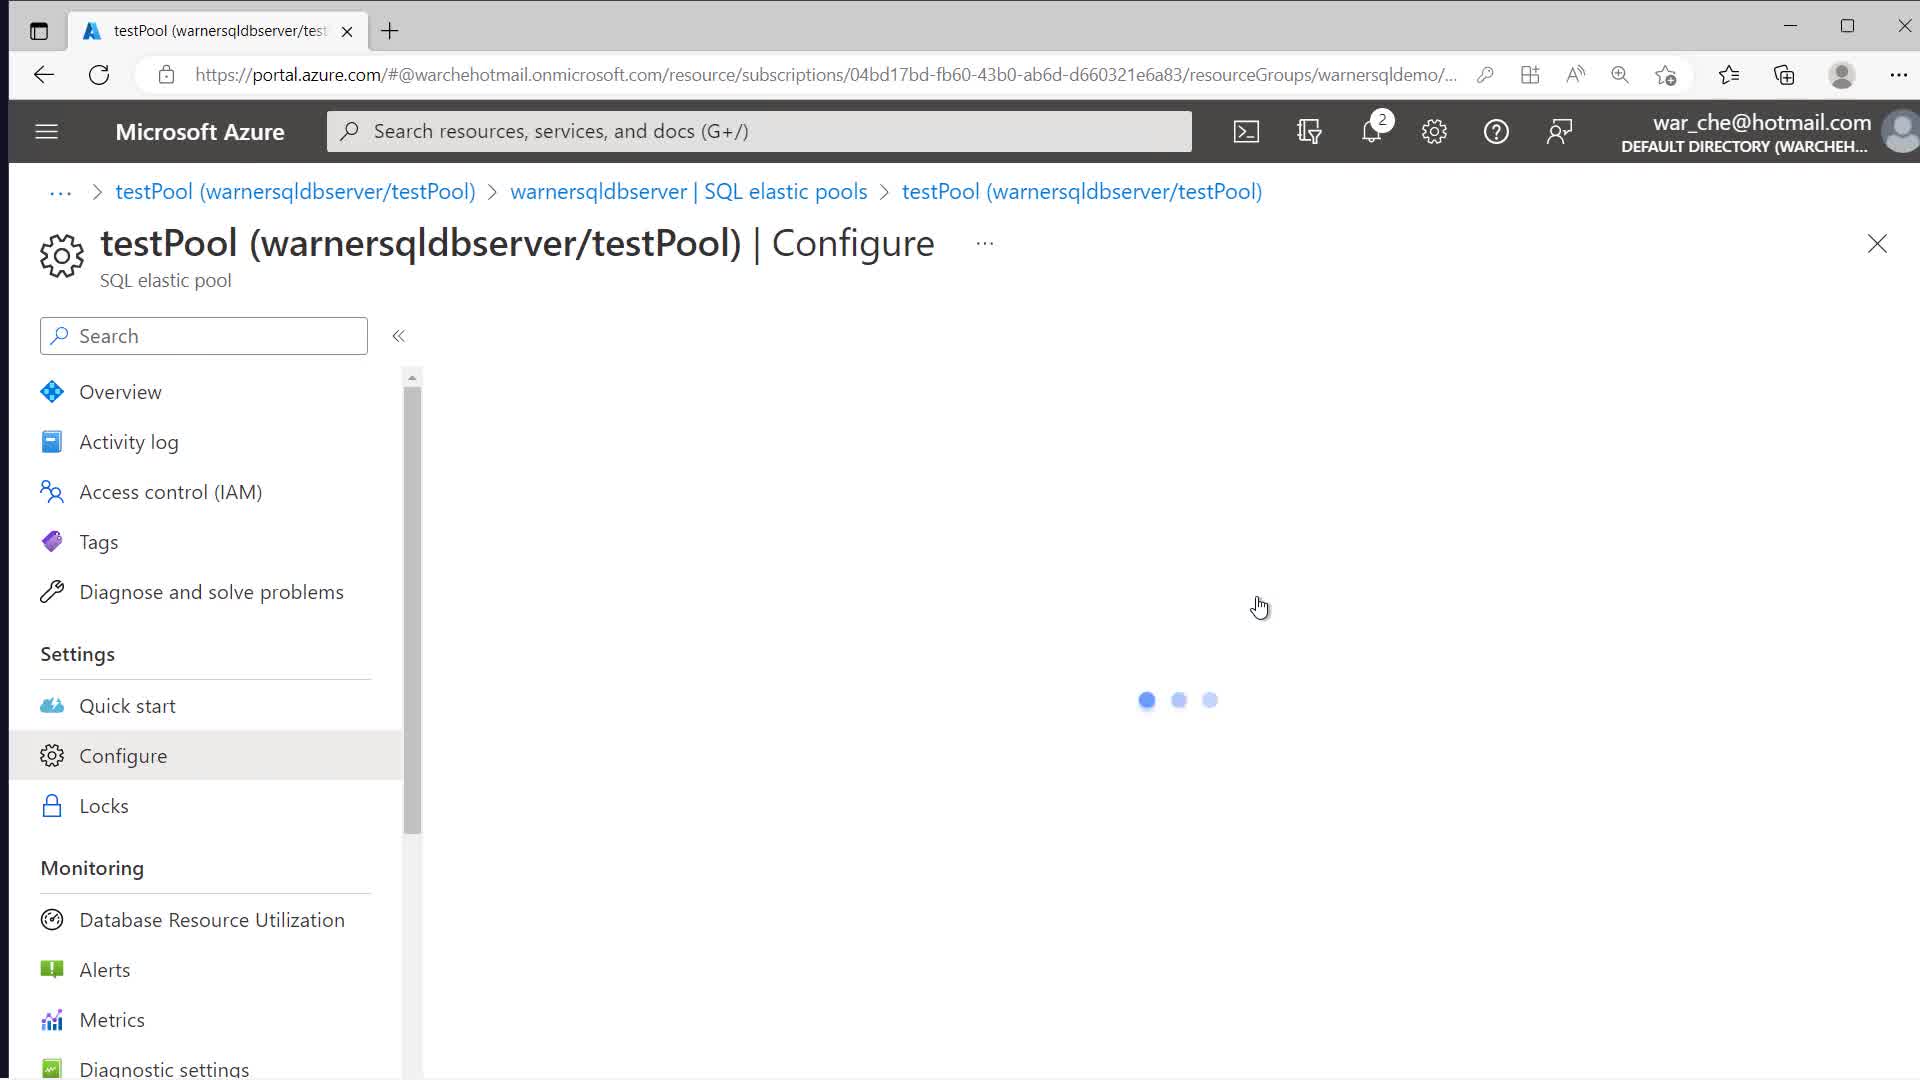 testPool (warnersqldbserver/test
https://portal.azure.com/#@warchehotmail.onmicrosoft.com/resource/subscriptions/04bd17bd-fb60-43b0-ab6d-d660321e6a83/resourceGroups/warnersqldemo/...
Microsoft Azure
Search resources, services, and docs (G+/)
2
war_che@hotmail.com
DEFAULT DIRECTORY (WARCHEH...
... > testPool (warnersqldbserver/testPool) > warnersqldbserver | SQL elastic pools > testPool (warnersqldbserver/testPool)
testPool (warnersqldbserver/testPool) | Configure ...
SQL elastic pool
Search
Overview
Activity log
Access control (IAM)
Tags
Diagnose and solve problems
Settings
Quick start
Configure
Locks
Monitoring
Database Resource Utilization
Alerts
Metrics
Diagnostic settings